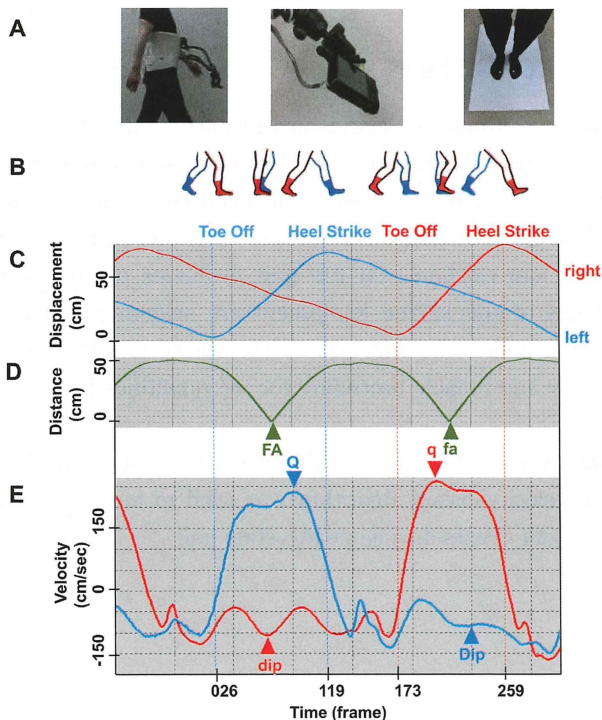 A
B
Toe Off Heel Strike Toe Off Heel Strike
C
Displacement
(cm)
50
0
right
left
D
Distance
(cm)
50
0
FA
fa
Q
q
E
Velocity
(cm/sec)
150
0
-150
dip
Dip
026 119 173 259
Time (frame)